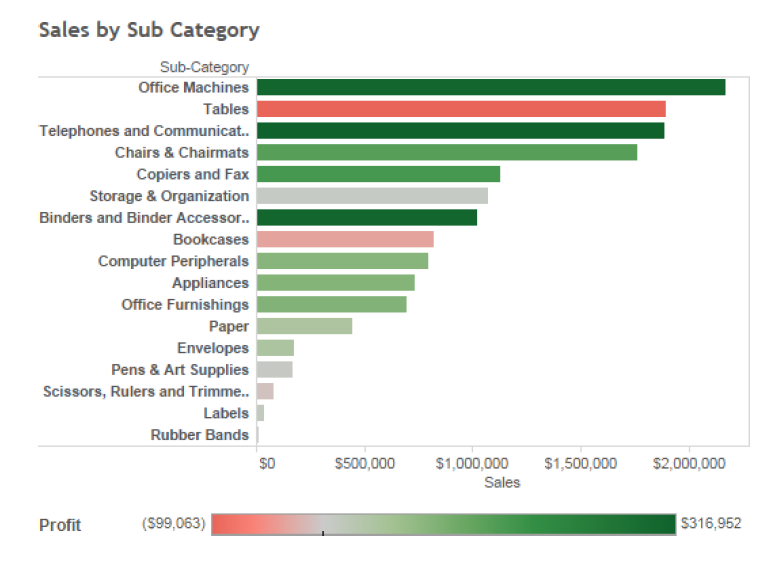 Sales by Sub Category
Sub-Category
Office Machines
Tables
Telephones and Communicat..
Chairs & Chairmats
Copiers and Fax
Storage & Organization
Binders and Binder Accessor..
Bookcases
Computer Peripherals
Appliances
Office Furnishings
Paper
Envelopes
Pens & Art Supplies
Scissors, Rulers and Trimme..
Labels
Rubber Bands
$0 $500,000 $1,000,000 $1,500,000 $2,000,000
Sales
Profit ($99,063) $316,952